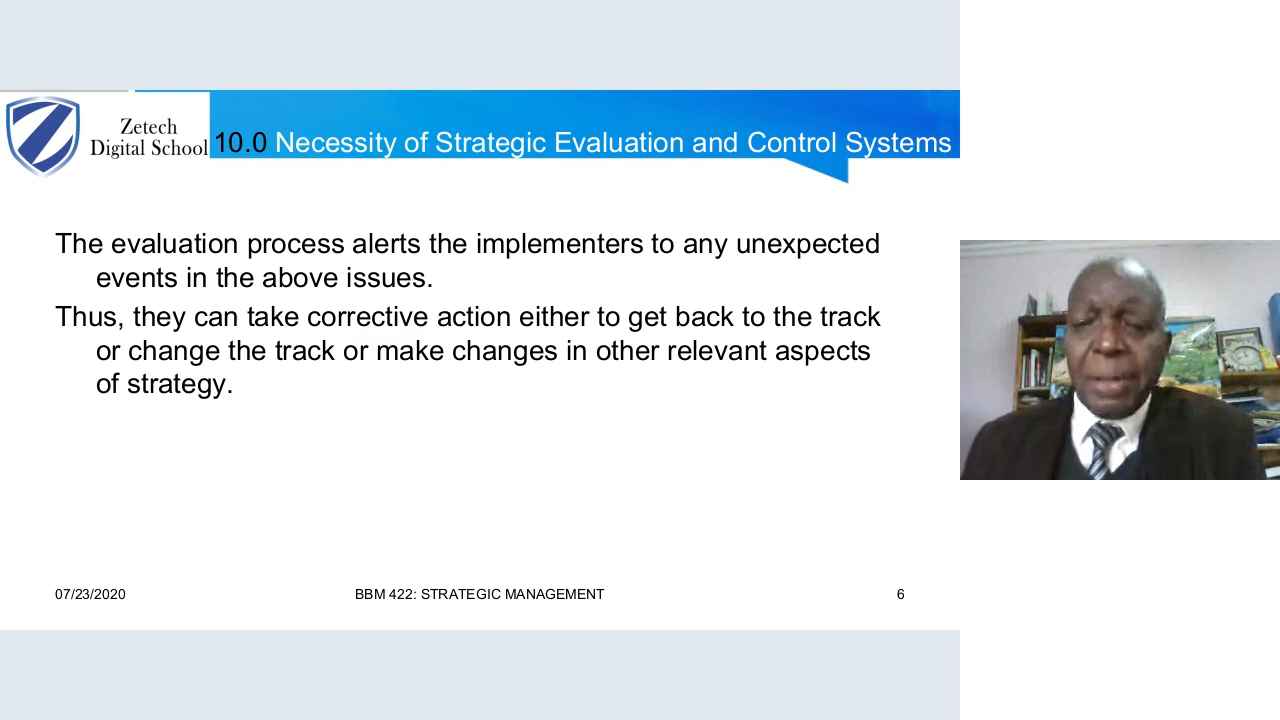 Zetech
Digital School
10.0 Necessity of Strategic Evaluation and Control Systems
The evaluation process alerts the implementers to any unexpected
events in the above issues.
Thus, they can take corrective action either to get back to the track
or change the track or make changes in other relevant aspects
of strategy.
07/23/2020
BBM 422: STRATEGIC MANAGEMENT
6